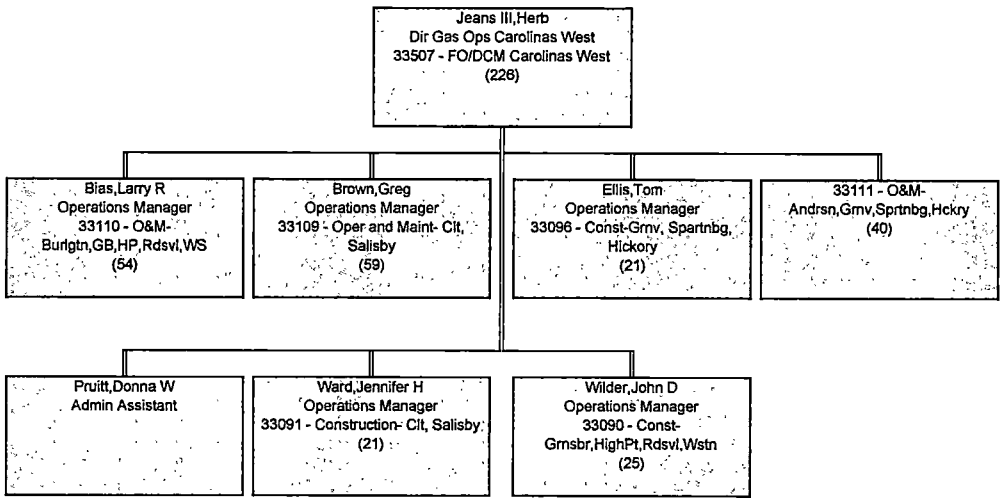 Jeans III,Herb
Dir Gas Ops Carolinas West
33507 - FO/DCM Carolinas West
(226)
Bias,Larry R
Operations Manager
33110 - O&M-
Burlgtn,GB,HP,Rdsvl,WS
(54)
Brown,Greg
Operations Manager
33109 - Oper and Maint- Clt,
Salisby
(59)
Ellis,Tom
Operations Manager
33096 - Const-Grnv, Spartnbg,
Hickory
(21)
33111 - O&M-
Andrsn,Grnv,Sprtnbg,Hckry
(40)
Pruitt,Donna W
Admin Assistant
Ward,Jennifer H
Operations Manager
33091 - Construction- Clt, Salisby
(21)
Wilder,John D
Operations Manager
33090 - Const-
Grnsbr,HighPt,Rdsvl,Wstn
(25)